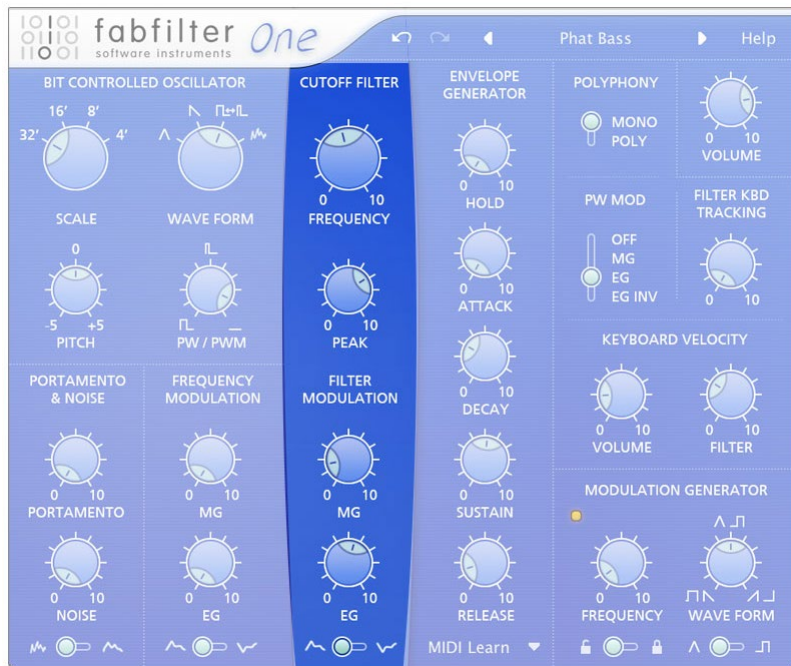 fabfilter One
software instruments
Phat Bass
Help
BIT CONTROLLED OSCILLATOR
32' 16' 8' 4'
SCALE
WAVE FORM
0
-5 +5
PITCH
PW / PWM
PORTAMENTO
& NOISE
0 10
PORTAMENTO
0 10
NOISE
FREQUENCY
MODULATION
0 10
MG
0 10
EG
CUTOFF FILTER
0 10
FREQUENCY
0 10
PEAK
FILTER
MODULATION
0 10
MG
0 10
EG
ENVELOPE
GENERATOR
0 10
HOLD
0 10
ATTACK
0 10
DECAY
0 10
SUSTAIN
0 10
RELEASE
MIDI Learn
POLYPHONY
MONO
POLY
0 10
VOLUME
PW MOD
OFF
MG
EG
EG INV
FILTER KBD
TRACKING
0 10
KEYBOARD VELOCITY
0 10
VOLUME
0 10
FILTER
MODULATION GENERATOR
0 10
FREQUENCY
WAVE FORM